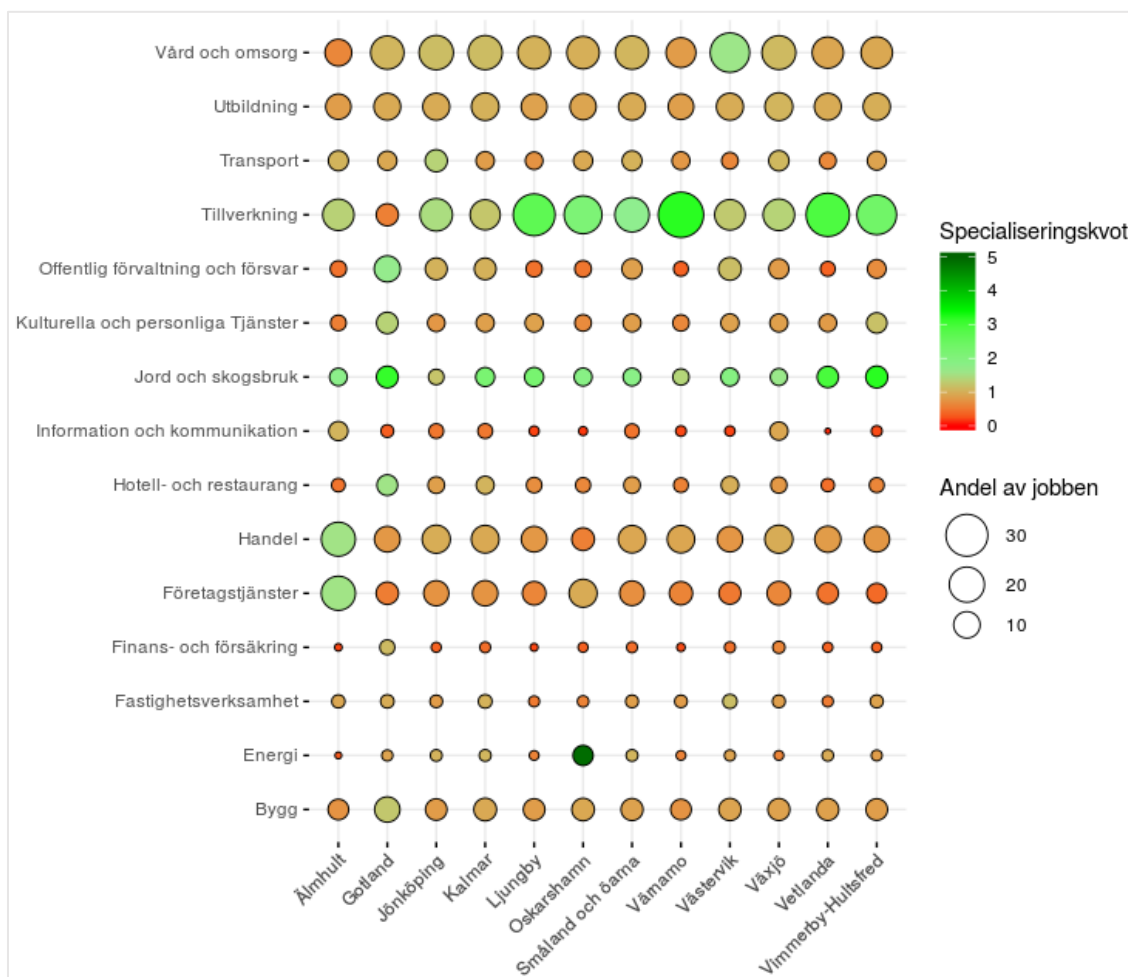 Vård och omsorg
Utbildning
Transport
Tillverkning
Offentlig förvaltning och försvar
Kulturella och personliga Tjänster
Jord och skogsbruk
Information och kommunikation
Hotell- och restaurang
Handel
Företagstjänster
Finans- och försäkring
Fastighetsverksamhet
Energi
Bygg
Älmhult
Gotland
Jönköping
Kalmar
Ljungby
Oskarshamn
Småland och öarna
Värnamo
Västervik
Växjö
Vetlanda
Vimmerby-Hultsfred
Specialiseringskvot
5
4
3
2
1
0
Andel av jobben
30
20
10